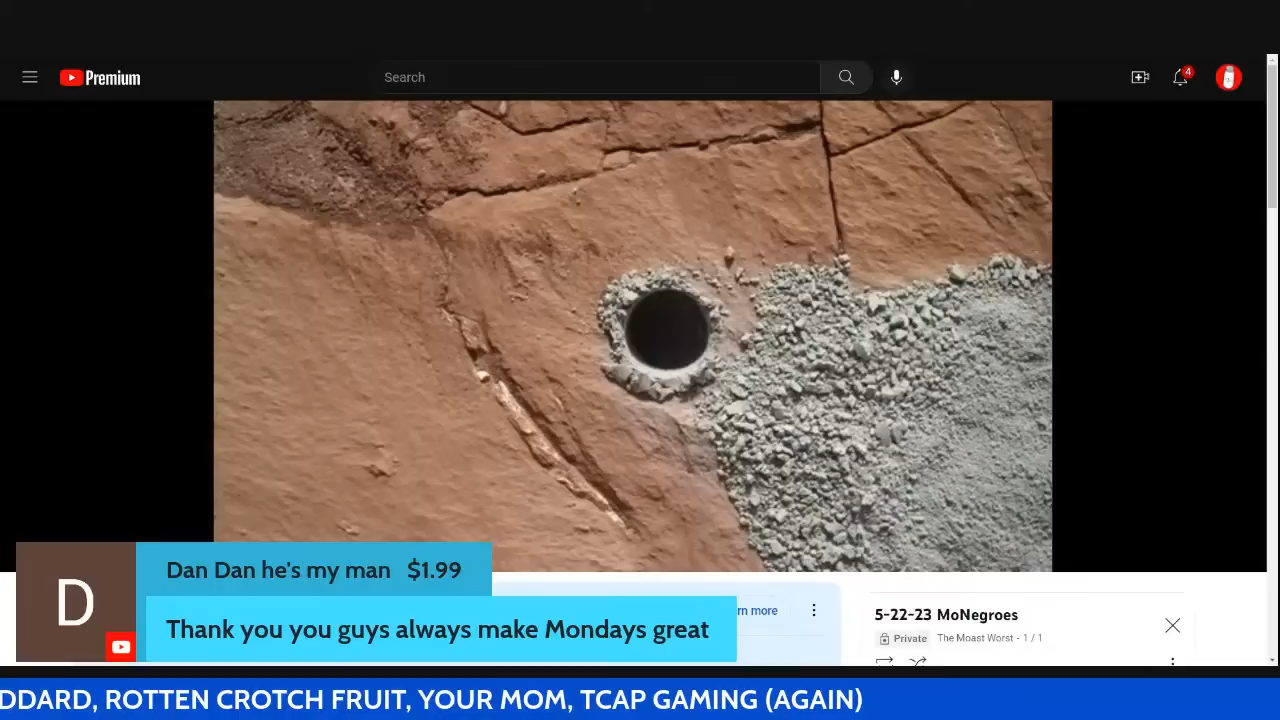 Premium
Search
4
Dan Dan he's my man $1.99
D
Thank you you guys always make Mondays great
rn more
5-22-23 MoNegroes
Private The Moast Worst - 1 / 1
DDARD, ROTTEN CROTCH FRUIT, YOUR MOM, TCAP GAMING (AGAIN)